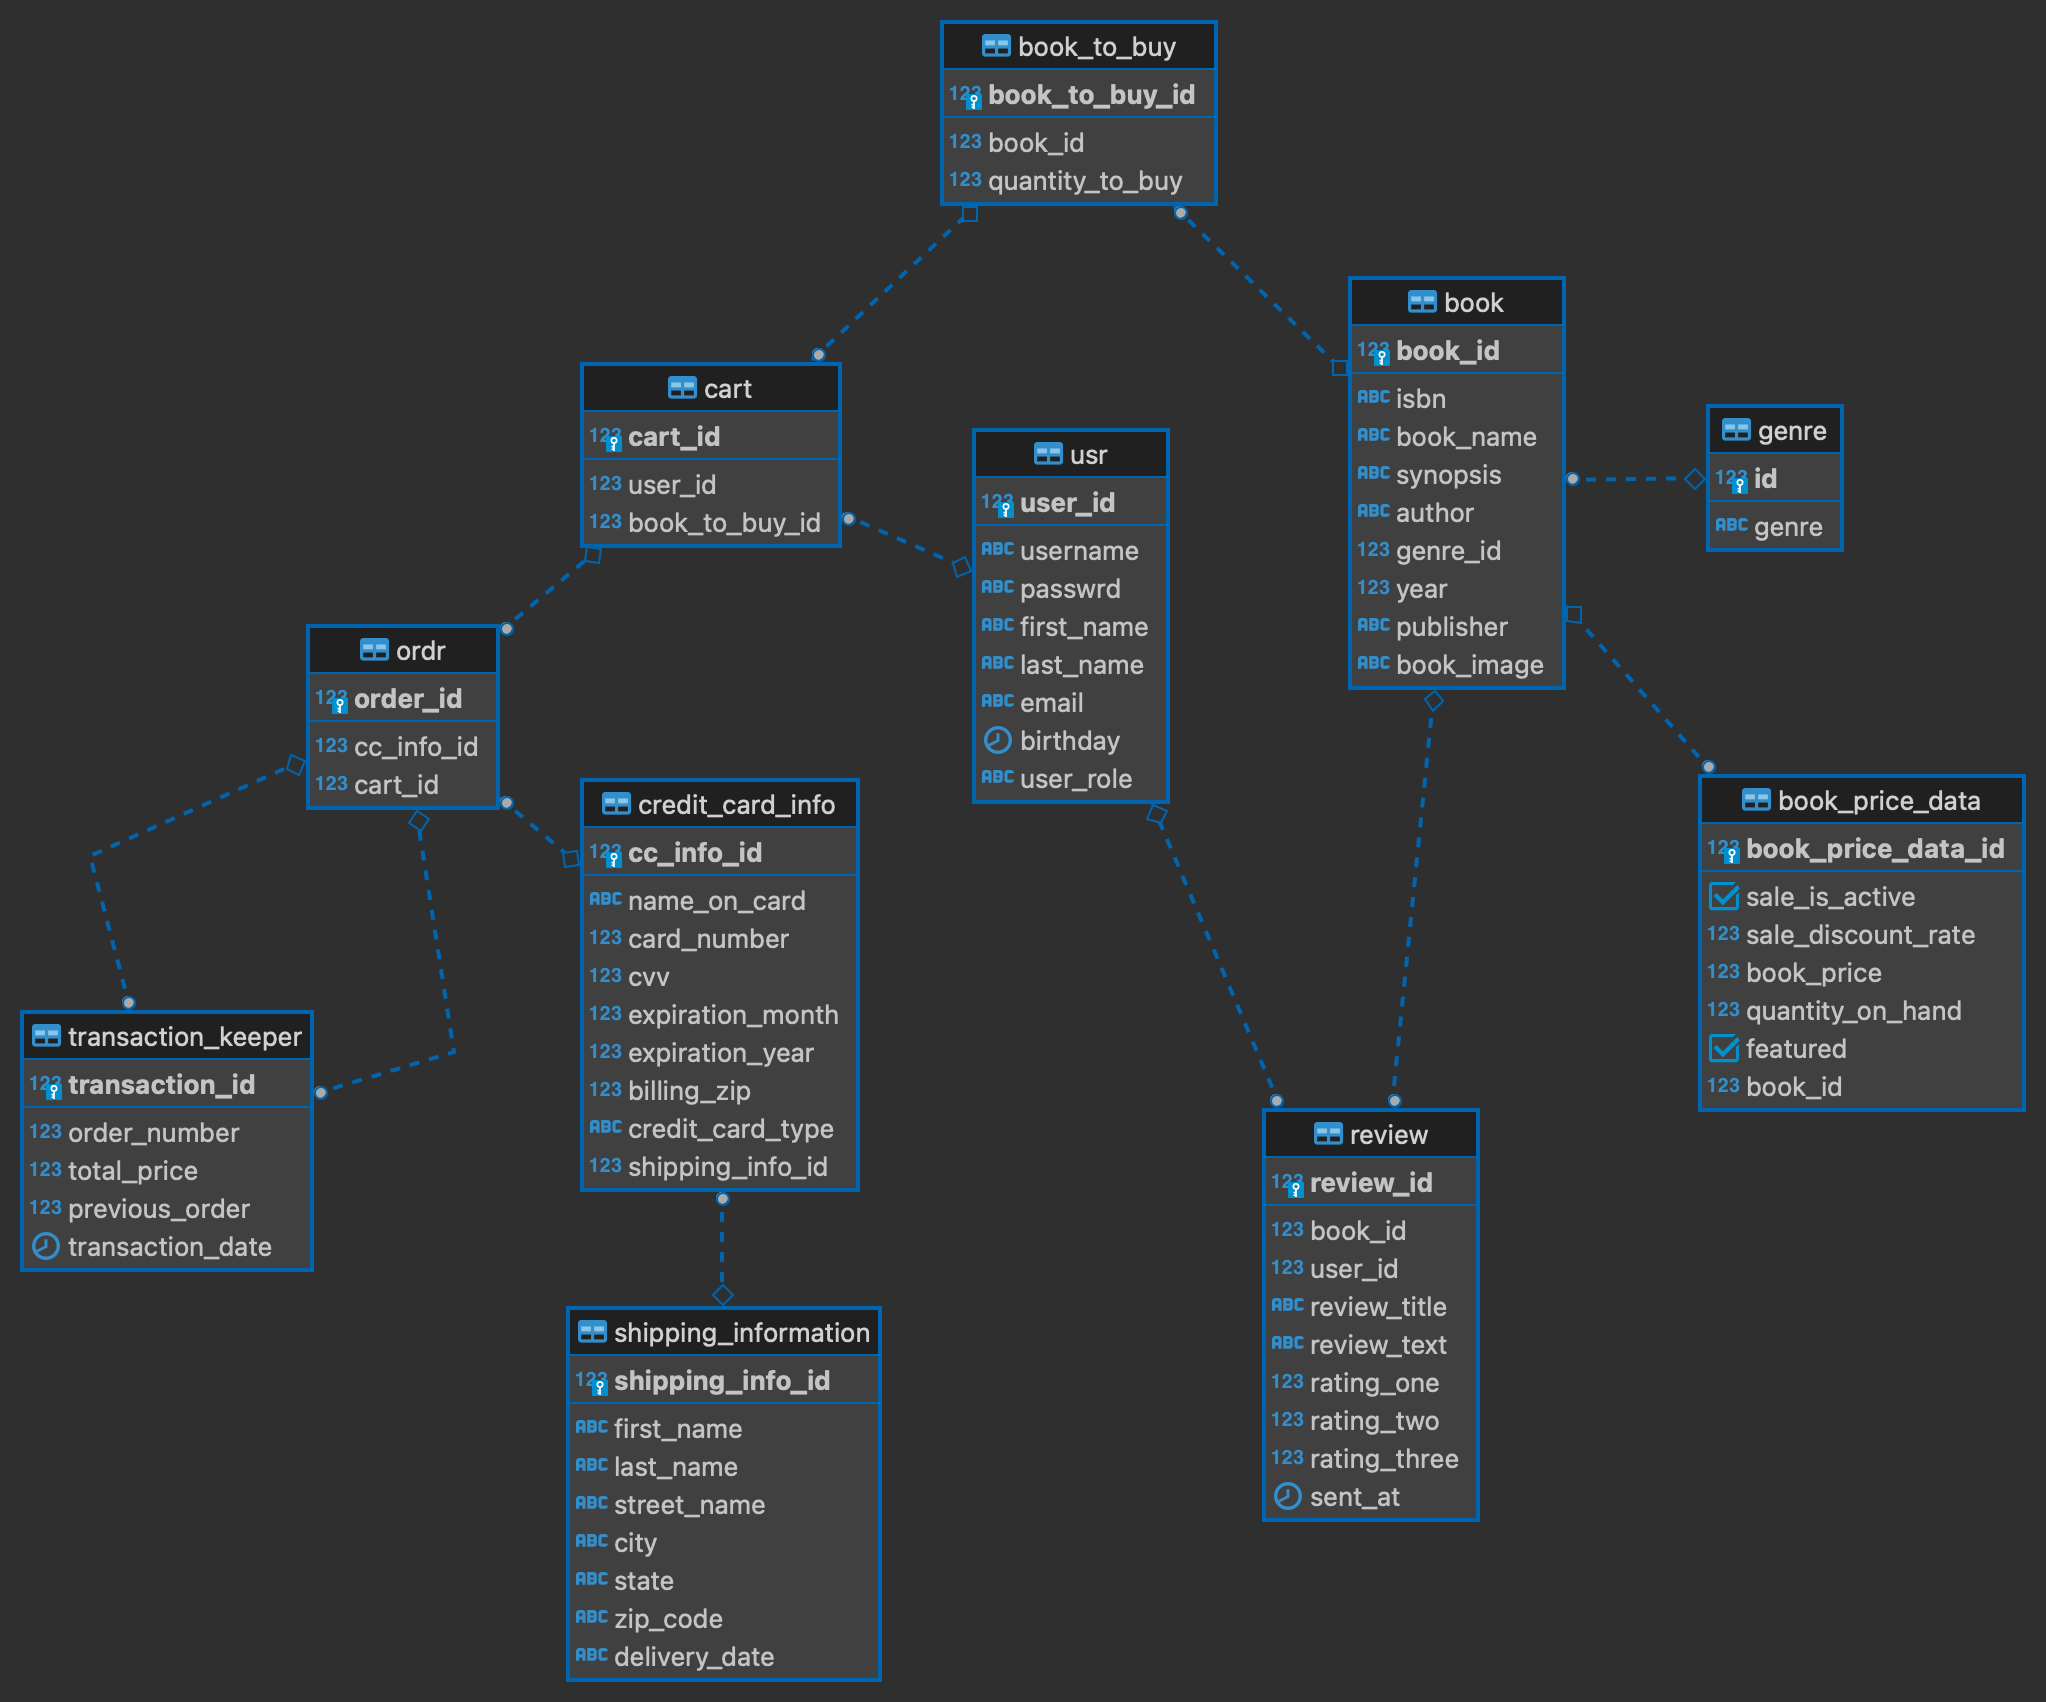 book_to_buy
123 book_to_buy_id
123 book_id
123 quantity_to_buy
book
123 book_id
ABC isbn
ABC book_name
ABC synopsis
ABC author
123 genre_id
123 year
ABC publisher
ABC book_image
genre
123 id
ABC genre
cart
123 cart_id
123 user_id
123 book_to_buy_id
usr
123 user_id
ABC username
ABC passwrd
ABC first_name
ABC last_name
ABC email
birthday
ABC user_role
ordr
123 order_id
123 cc_info_id
123 cart_id
credit_card_info
123 cc_info_id
ABC name_on_card
123 card_number
123 cvv
123 expiration_month
123 expiration_year
123 billing_zip
ABC credit_card_type
123 shipping_info_id
book_price_data
123 book_price_data_id
sale_is_active
123 sale_discount_rate
123 book_price
123 quantity_on_hand
featured
123 book_id
transaction_keeper
123 transaction_id
123 order_number
123 total_price
123 previous_order
transaction_date
review
123 review_id
123 book_id
123 user_id
ABC review_title
ABC review_text
123 rating_one
123 rating_two
123 rating_three
sent_at
shipping_information
123 shipping_info_id
ABC first_name
ABC last_name
ABC street_name
ABC city
ABC state
ABC zip_code
ABC delivery_date